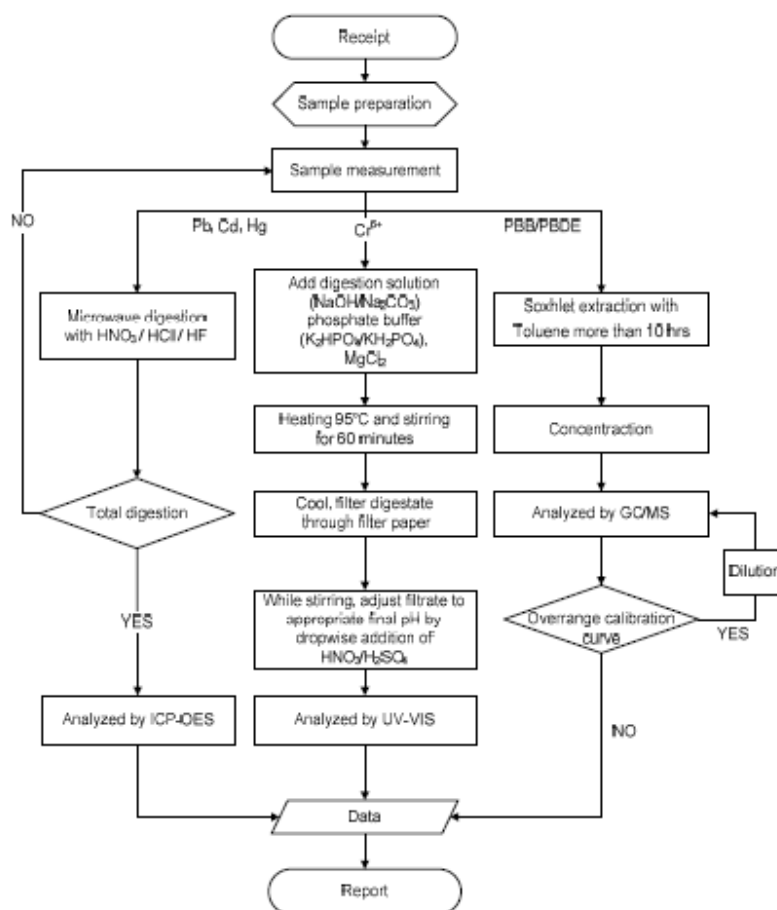 Receipt
Sample preparation
Sample measurement
NO
Pb, Cd, Hg
Cr⁶⁺
PBB/PBDE
Microwave digestion
with HNO₃ / HCl / HF
Add digestion solution
(NaOH/Na₂CO₃)
phosphate buffer
(K₂HPO₄/KH₂PO₄),
MgCl₂
Soxhlet extraction with
Toluene more than 10 hrs
Heating 95°C and stirring
for 60 minutes
Concentraction
Total digestion
Cool, filter digestate
through filter paper
Analyzed by GC/MS
Dilution
YES
While stirring, adjust filtrate to
appropriate final pH by
dropwise addition of
HNO₃/H₂SO₄
Overrange calibration
curve
YES
Analyzed by ICP-OES
Analyzed by UV-VIS
NO
Data
Report